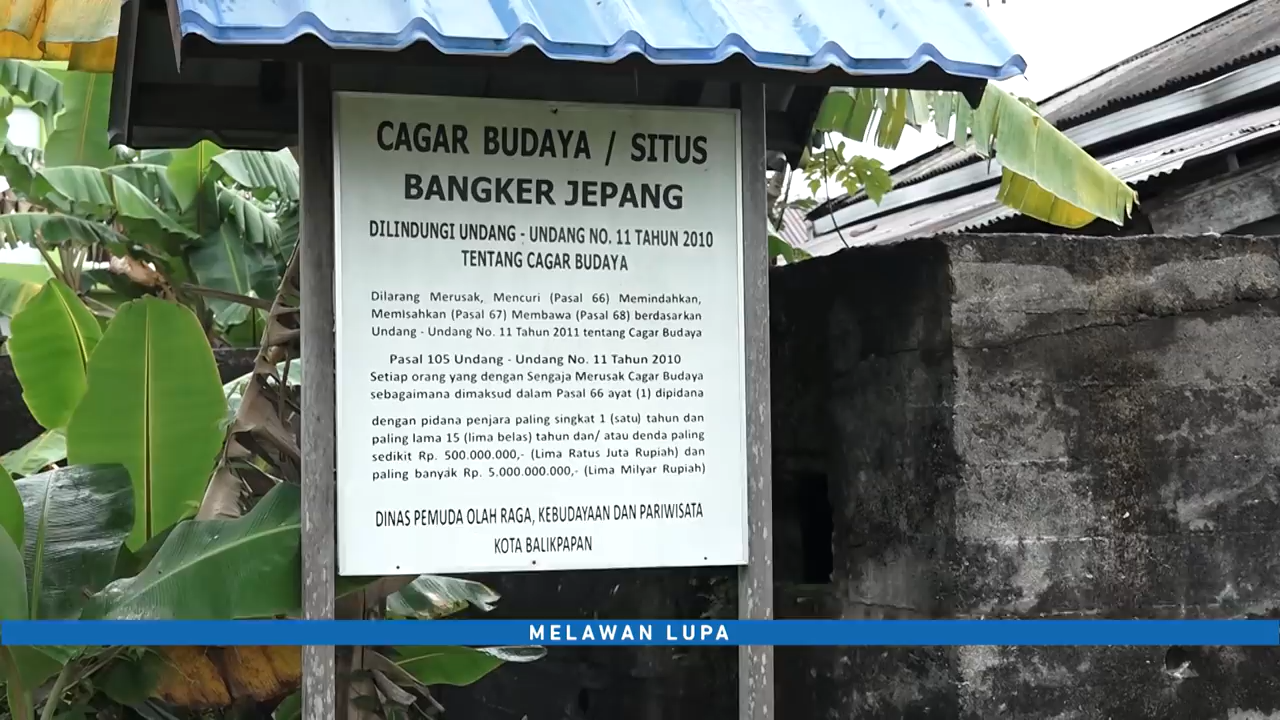 CAGAR BUDAYA / SITUS
BANGKER JEPANG
DILINDUNGI UNDANG - UNDANG NO. 11 TAHUN 2010
TENTANG CAGAR BUDAYA
Dilarang Merusak, Mencuri (Pasal 66) Memindahkan,
Memisahkan (Pasal 67) Membawa (Pasal 68) berdasarkan
Undang - Undang No. 11 Tahun 2011 tentang Cagar Budaya
Pasal 105 Undang - Undang No. 11 Tahun 2010
Setiap orang yang dengan Sengaja Merusak Cagar Budaya
sebagaimana dimaksud dalam Pasal 66 ayat (1) dipidana
dengan pidana penjara paling singkat 1 (satu) tahun dan
paling lama 15 (lima belas) tahun dan/ atau denda paling
sedikit Rp. 500.000.000,- (Lima Ratus Juta Rupiah) dan
paling banyak Rp. 5.000.000.000,- (Lima Milyar Rupiah)
DINAS PEMUDA OLAH RAGA, KEBUDAYAAN DAN PARIWISATA
KOTA BALIKPAPAN
MELAWAN LUPA